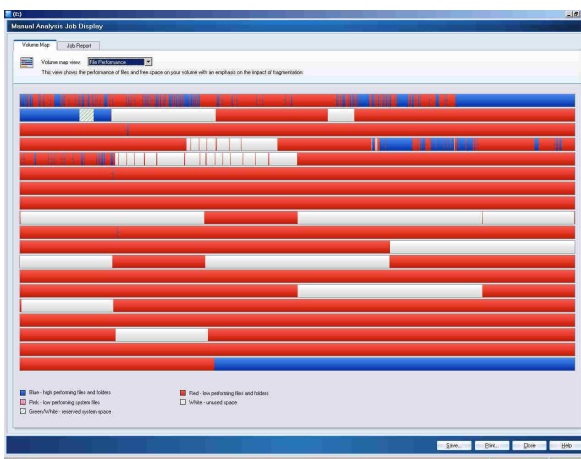 (I:)
Manual Analysis Job Display
Volume Map Job Report
Volume map view: File Performance
This view shows the performance of files and free space on your volume with an emphasis on the impact of fragmentation.
Blue - high performing files and folders Red - low performing files and folders
Pink - low performing system files White - unused space
Green/White - reserved system space
Save... Print... Close Help